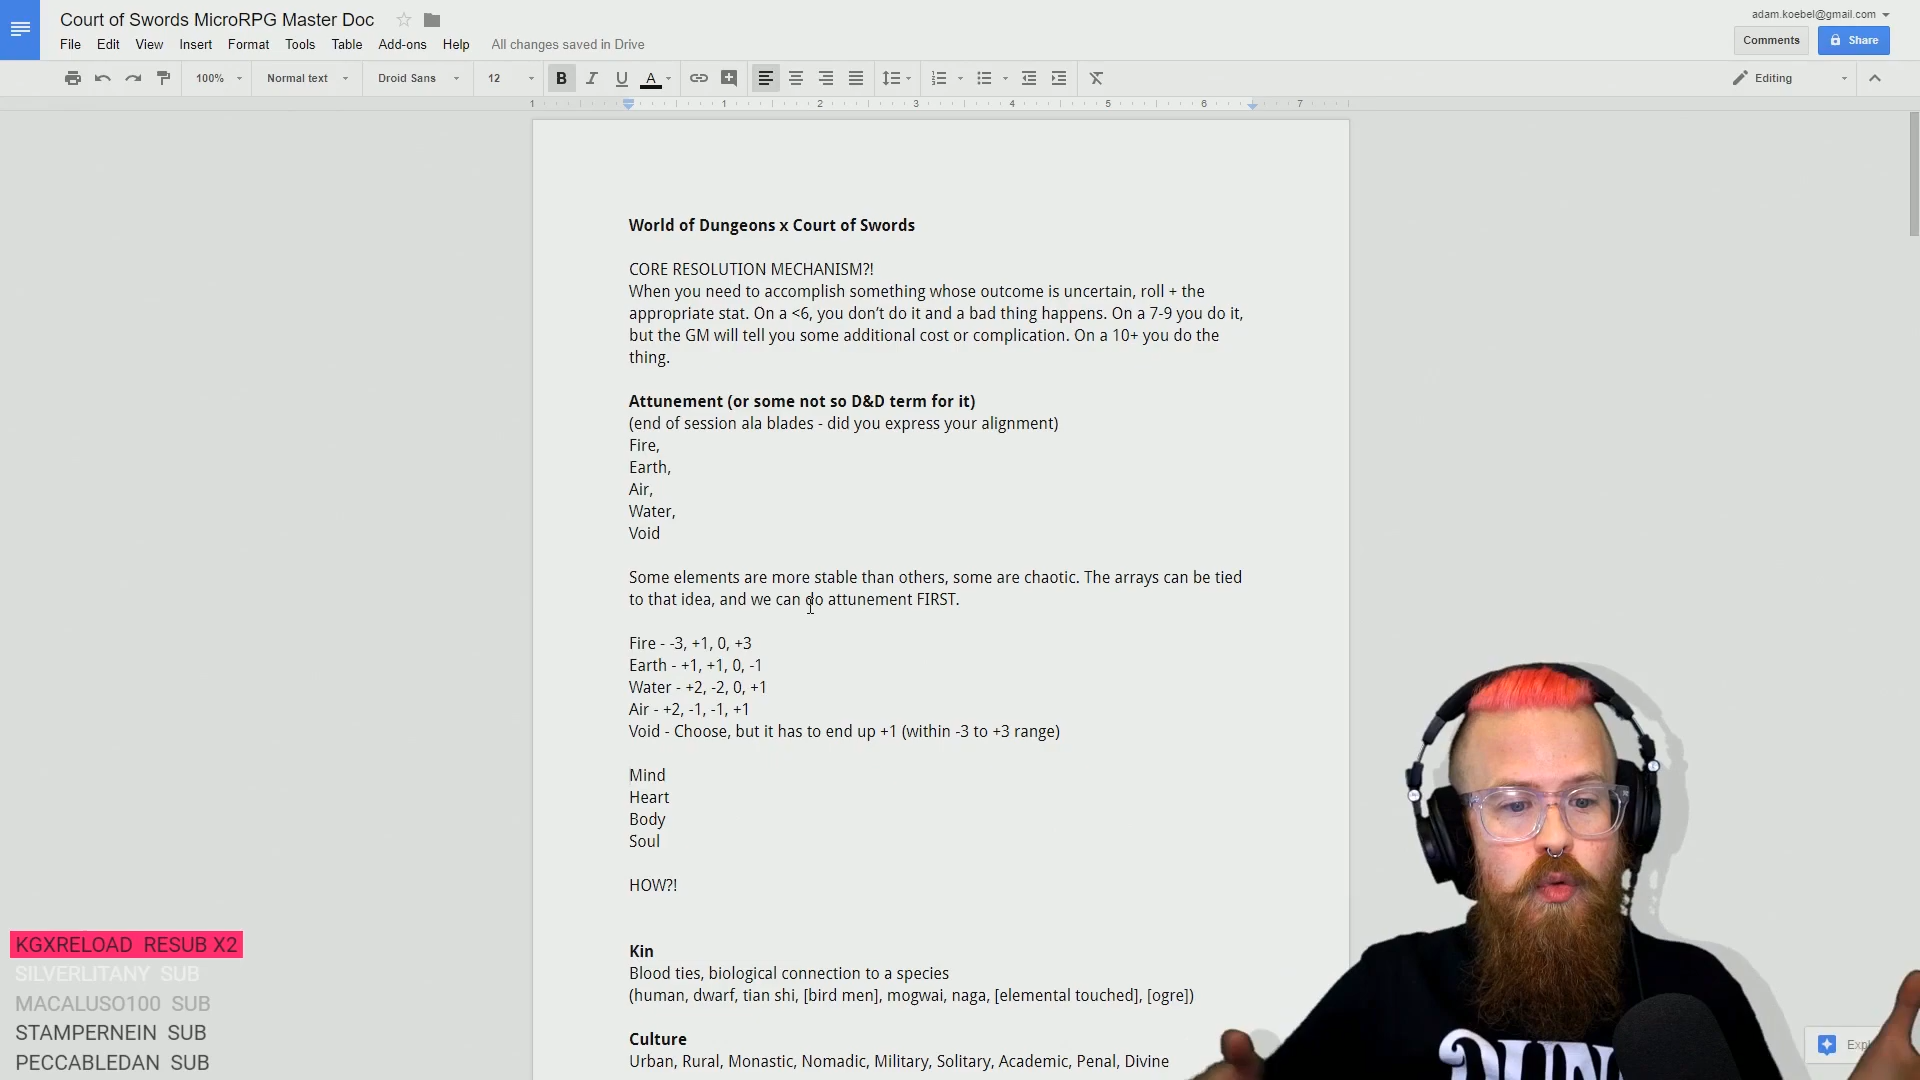 Court of Swords MicroRPG Master Doc
adam.koebel@gmail.com
File Edit View Insert Format Tools Table Add-ons Help All changes saved in Drive
Comments
Share
100% Normal text Droid Sans 12 B I U A Editing
1 1 2 3 4 5 6 7
World of Dungeons x Court of Swords
CORE RESOLUTION MECHANISM?!
When you need to accomplish something whose outcome is uncertain, roll + the
appropriate stat. On a <6, you don’t do it and a bad thing happens. On a 7-9 you do it,
but the GM will tell you some additional cost or complication. On a 10+ you do the
thing.
Attunement (or some not so D&D term for it)
(end of session ala blades - did you express your alignment)
Fire,
Earth,
Air,
Water,
Void
Some elements are more stable than others, some are chaotic. The arrays can be tied
to that idea, and we can do attunement FIRST.
Fire - -3, +1, 0, +3
Earth - +1, +1, 0, -1
Water - +2, -2, 0, +1
Air - +2, -1, -1, +1
Void - Choose, but it has to end up +1 (within -3 to +3 range)
Mind
Heart
Body
Soul
HOW?!
Kin
Blood ties, biological connection to a species
(human, dwarf, tian shi, [bird men], mogwai, naga, [elemental touched], [ogre])
Culture
Urban, Rural, Monastic, Nomadic, Military, Solitary, Academic, Penal, Divine
KGXRELOAD RESUB X2
SILVERLITANY SUB
MACALUSO100 SUB
STAMPERNEIN SUB
PECCABLEDAN SUB